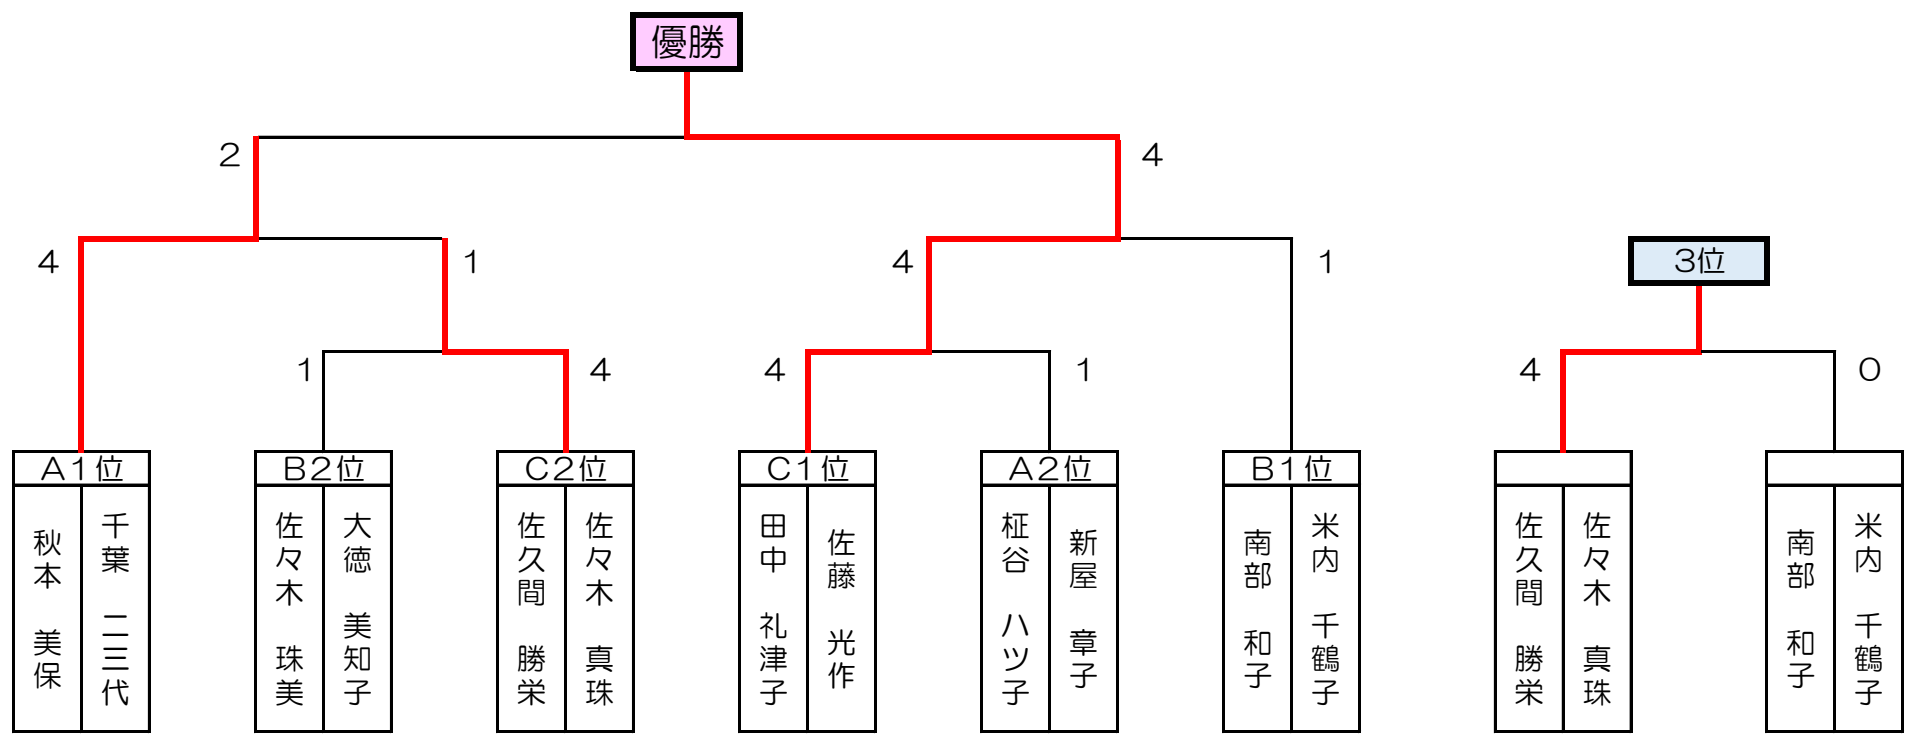 優勝
2
4
4
1
4
1
3位
1
4
4
1
4
0
A1位
B2位
C2位
C1位
A2位
B1位
秋本 美保
千葉 二三代
佐々木 珠美
大徳 美知子
佐久間 勝栄
佐々木 真珠
田中 礼津子
佐藤 光作
柾谷 ハツ子
新屋 章子
南部 和子
米内 千鶴子
佐久間 勝栄
佐々木 真珠
南部 和子
米内 千鶴子